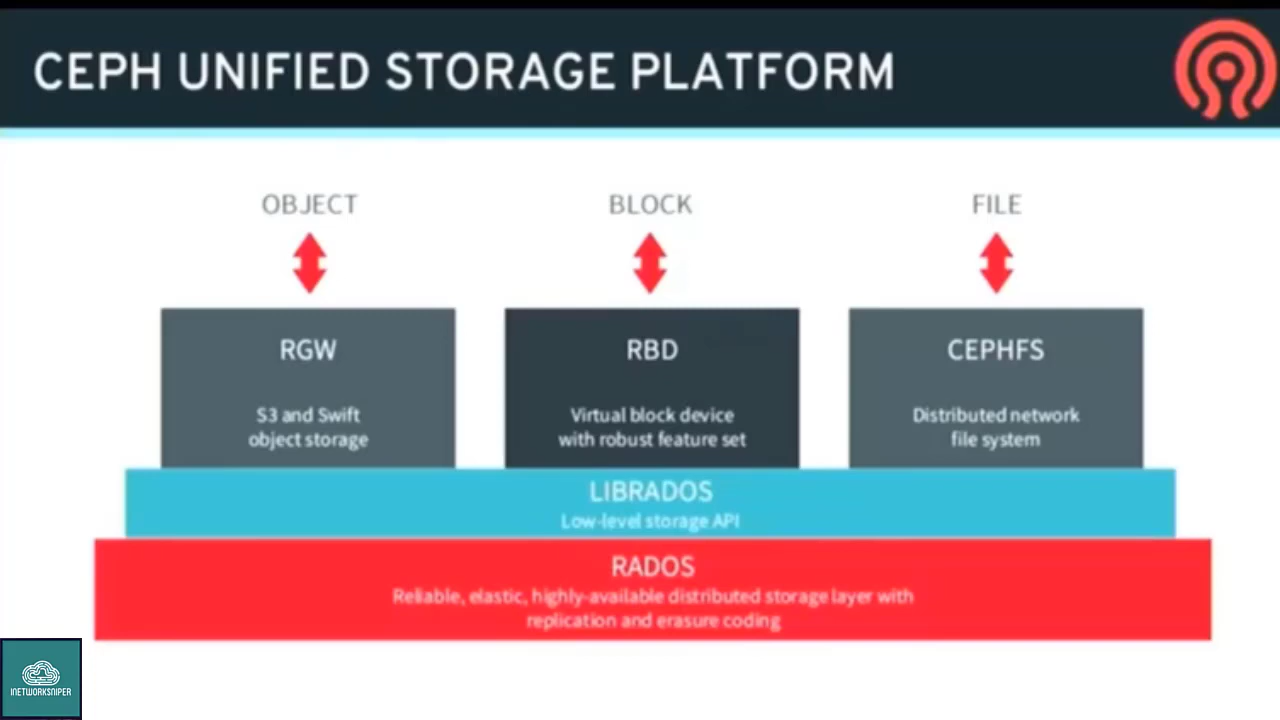 CEPH UNIFIED STORAGE PLATFORM
OBJECT
BLOCK
FILE
RGW
S3 and Swift
object storage
RBD
Virtual block device
with robust feature set
CEPHFS
Distributed network
file system
LIBRADOS
Low-level storage API
RADOS
Reliable, elastic, highly-available distributed storage layer with
replication and erasure coding
INETWORKSNIPER